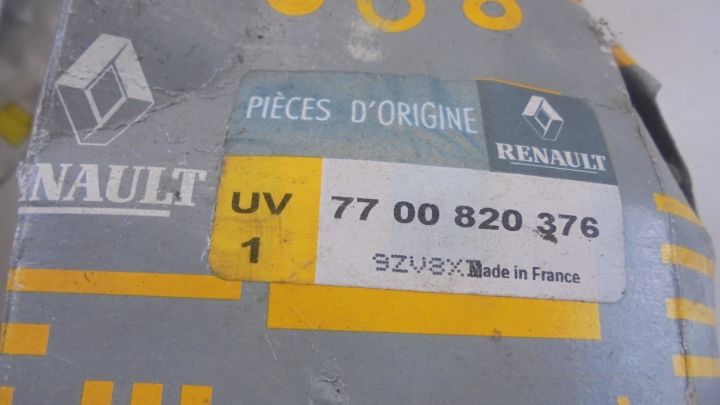 PIÈCES D'ORIGINE
RENAULT
NAULT
UV 77 00 820 376
1
9ZV8X
Made in France